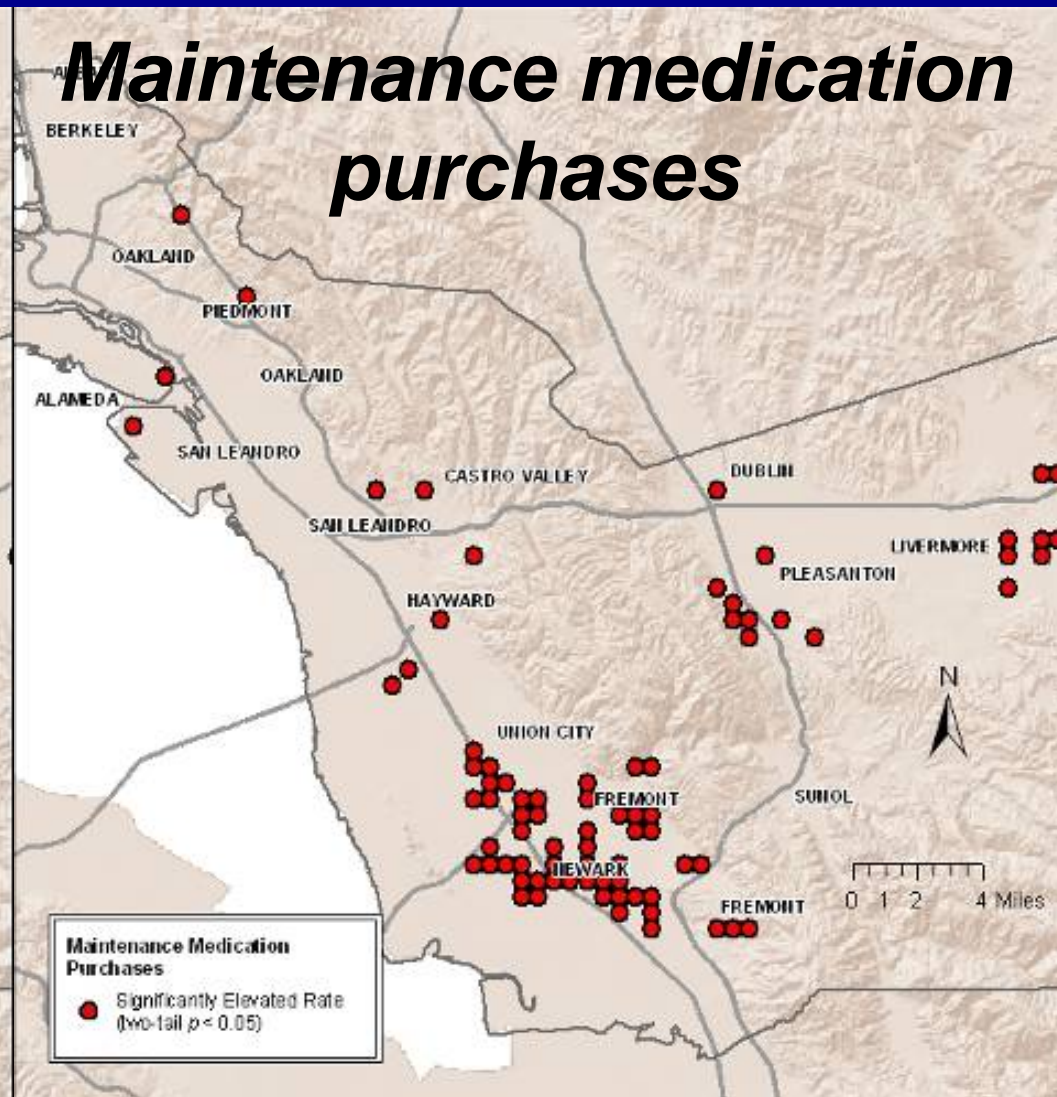 Maintenance medication
purchases
BERKELEY
OAKLAND
PIEDMONT
OAKLAND
ALAMEDA
SAN LEANDRO
CASTRO VALLEY
DUBLIN
SAN LEANDRO
LIVERMORE
PLEASANTON
HAYWARD
N
UNION CITY
FREMONT
SUNOL
NEWARK
0 1 2 4 Miles
FREMONT
Maintenance Medication
Purchases
Significantly Elevated Rate
(two-tail p < 0.05)